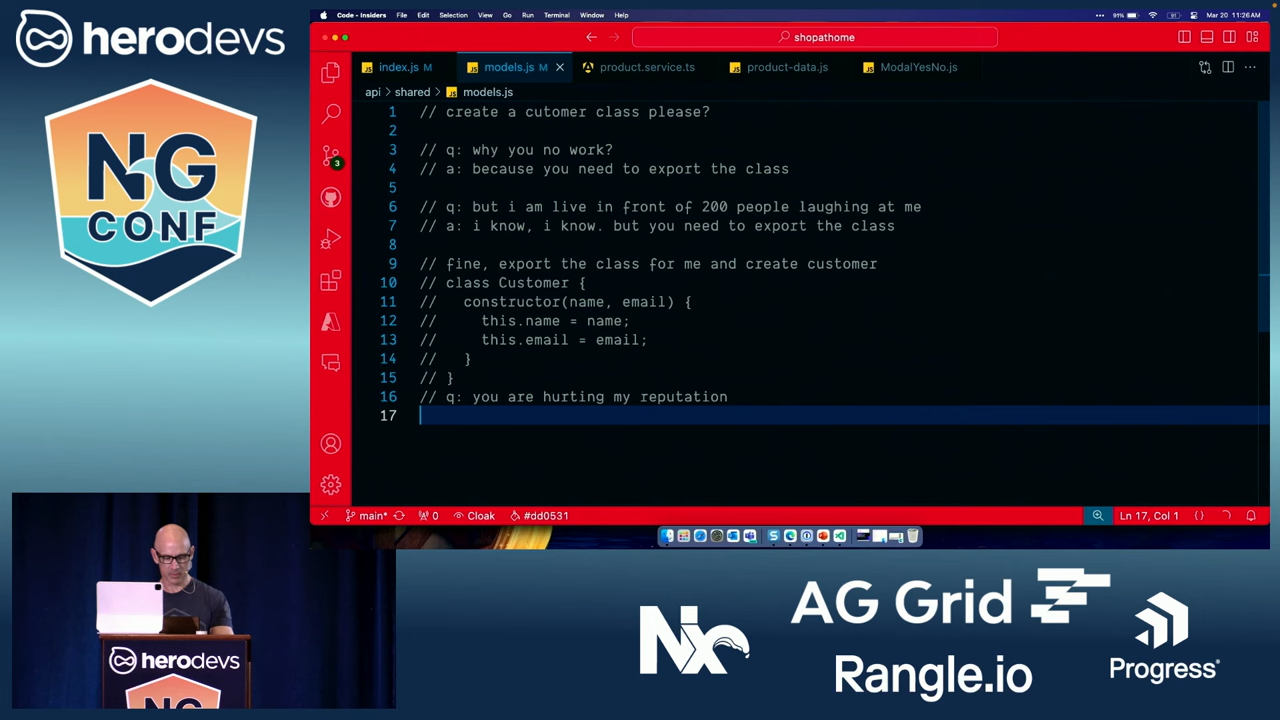 herodevs
NG
CONF
Code - Insiders File Edit Selection View Go Run Terminal Window Help
91% Mar 20 11:26AM
shopathome
index.js M
models.js M
product.service.ts
product-data.js
ModalYesNo.js
api > shared > models.js
1 // create a cutomer class please?
2
3 // q: why you no work?
4 // a: because you need to export the class
5
6 // q: but i am live in front of 200 people laughing at me
7 // a: i know, i know. but you need to export the class
8
9 // fine, export the class for me and create customer
10 // class Customer {
11 // constructor(name, email) {
12 // this.name = name;
13 // this.email = email;
14 // }
15 // }
16 // q: you are hurting my reputation
17
3
main* 0 Cloak #dd0531
Ln 17, Col 1 {}
herodevs
Nx
AG Grid
Rangle.io
Progress